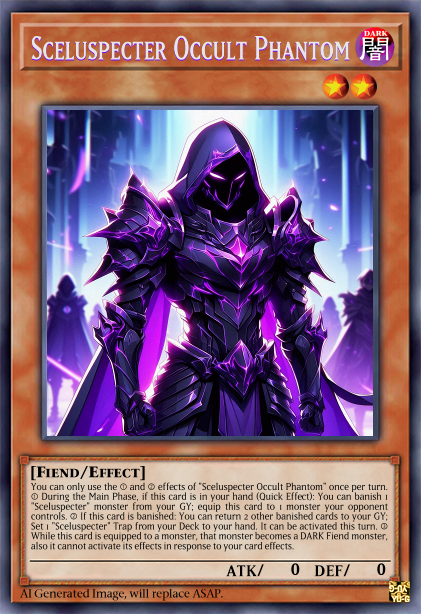 Sceluspecter Occult Phantom
DARK
闇
[Fiend/Effect]
You can only use the ① and ② effects of "Sceluspecter Occult Phantom" once per turn.
① During the Main Phase, if this card is in your hand (Quick Effect): You can banish 1
"Sceluspecter" monster from your GY; equip this card to 1 monster your opponent
controls. ② If this card is banished: You can return 2 other banished cards to your GY;
Set 1 "Sceluspecter" Trap from your Deck to your hand. It can be activated this turn. ③
While this card is equipped to a monster, that monster becomes a DARK Fiend monster,
also it cannot activate its effects in response to your card effects.
ATK/ 0 DEF/ 0
AI Generated Image, will replace ASAP.